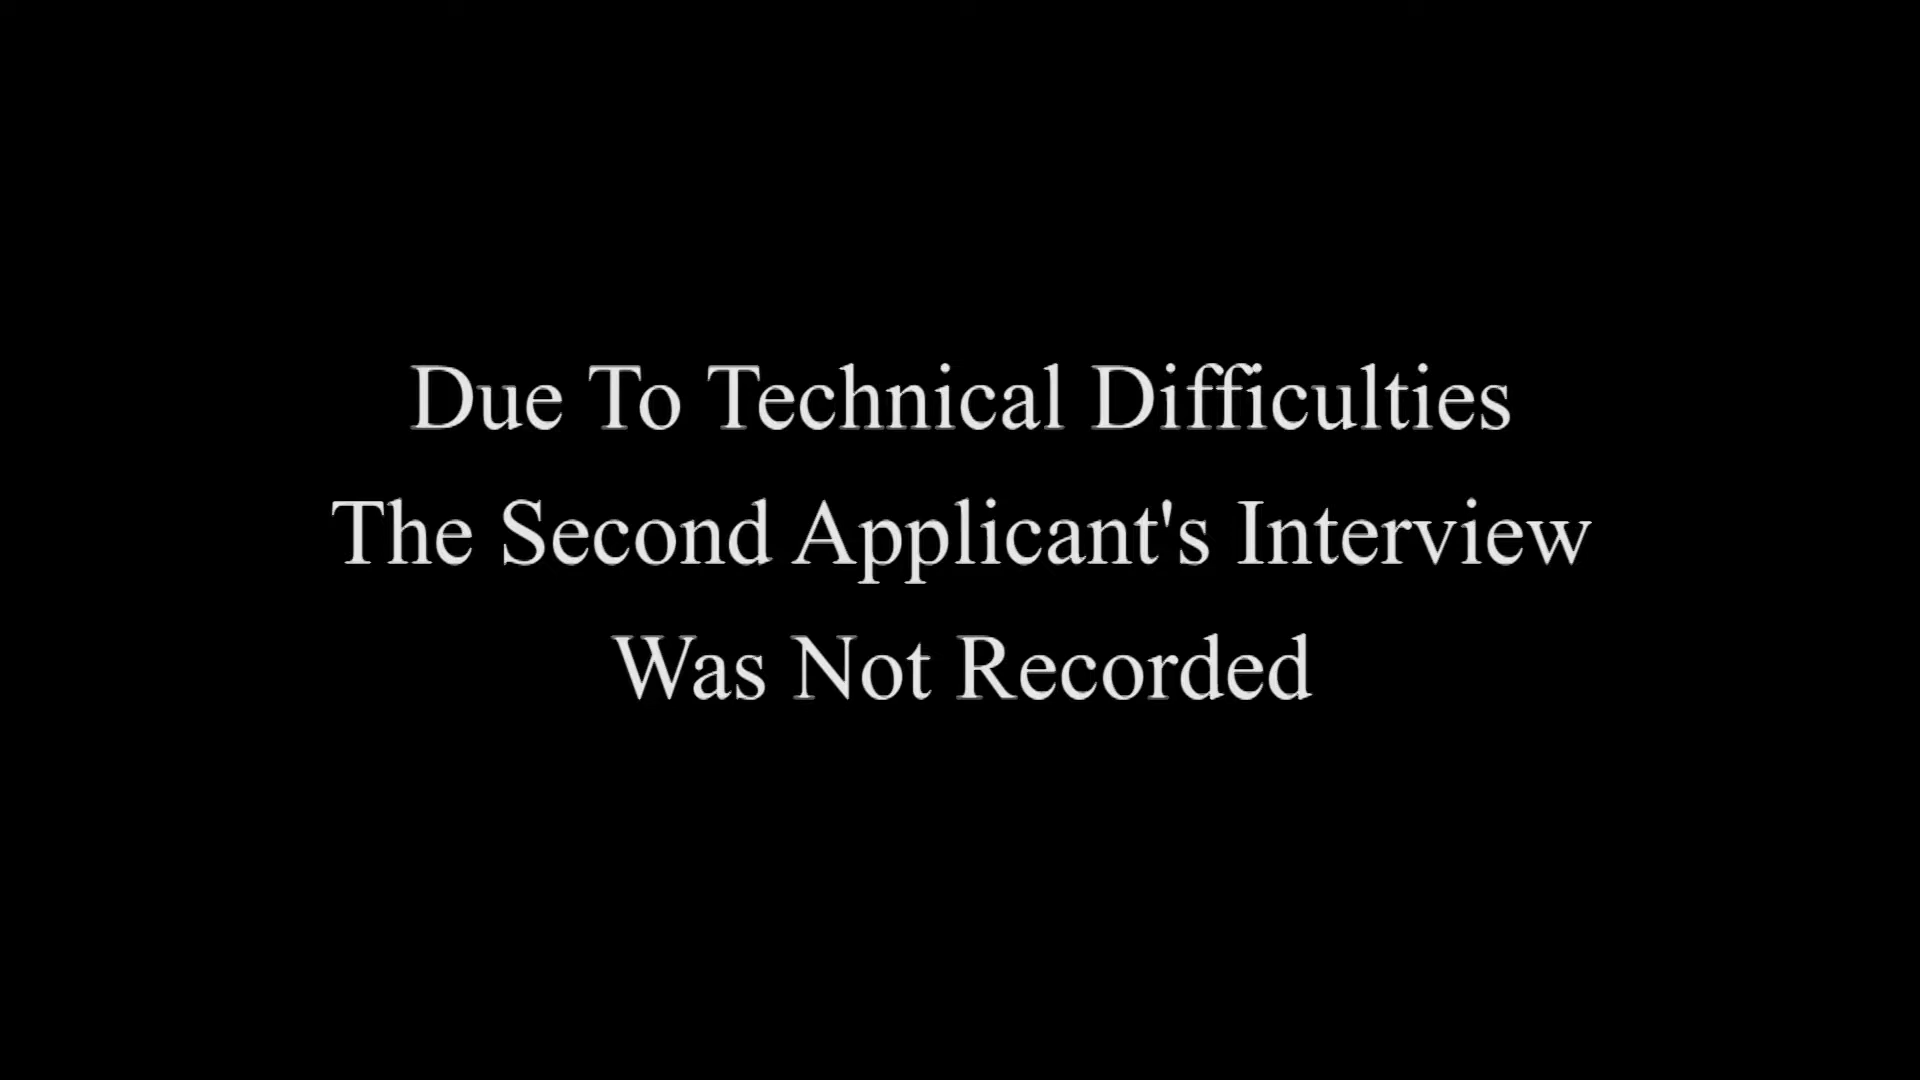 Due To Technical Difficulties
The Second Applicant's Interview
Was Not Recorded